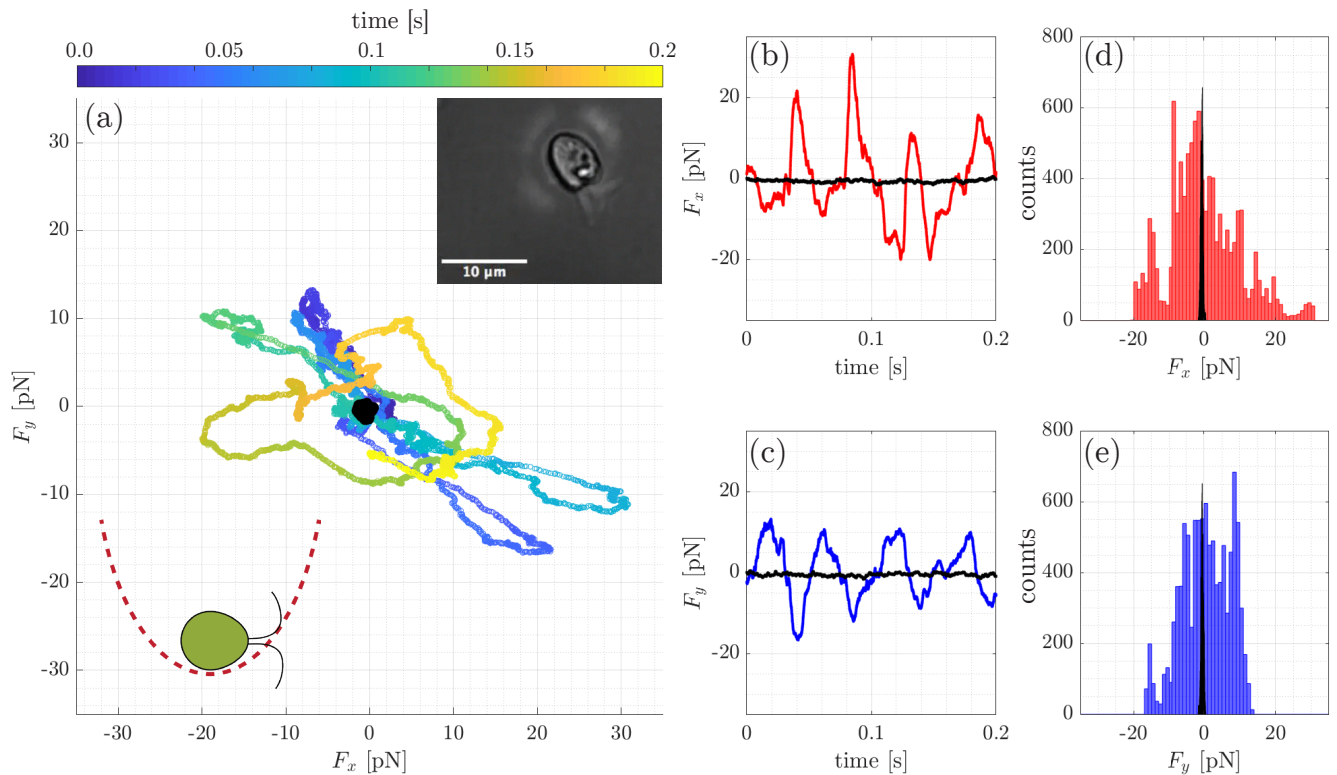 time [s]
0.0 0.05 0.1 0.15 0.2
(a)
30
20
10
0
-10
-20
-30
F_y [pN]
10 μm
-30 -20 -10 0 10 20 30
F_x [pN]
(b)
20
0
-20
F_x [pN]
0 0.1 0.2
time [s]
(c)
20
0
-20
F_y [pN]
0 0.1 0.2
time [s]
(d)
800
600
400
200
0
counts
-20 0 20
F_x [pN]
(e)
800
600
400
200
0
counts
-20 0 20
F_y [pN]